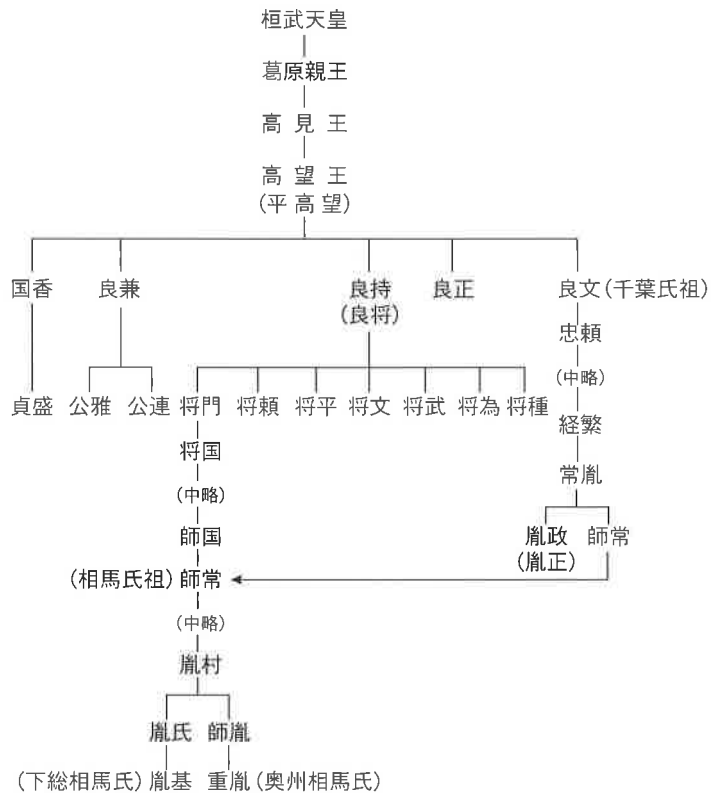 桓武天皇
葛原親王
高見王
高望王
(平高望)
国香 良兼 良持 良正 良文(千葉氏祖)
(良将)
忠頼
(中略)
貞盛 公雅 公連 将門 将頼 将平 将文 将武 将為 将種
経繁
将国
常胤
(中略)
師国
胤政 師常
(胤正)
(相馬氏祖)師常
(中略)
胤村
胤氏 師胤
(下総相馬氏)胤基 重胤(奥州相馬氏)